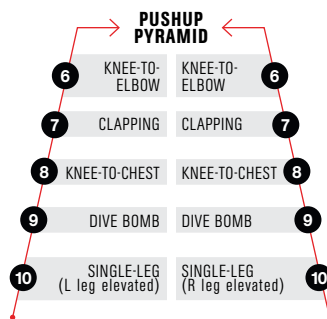 PUSHUP
PYRAMID
6 KNEE-TO-
ELBOW
KNEE-TO-
ELBOW 6
7 CLAPPING
CLAPPING 7
8 KNEE-TO-CHEST
KNEE-TO-CHEST 8
9 DIVE BOMB
DIVE BOMB 9
10 SINGLE-LEG
(L leg elevated)
SINGLE-LEG
(R leg elevated) 10